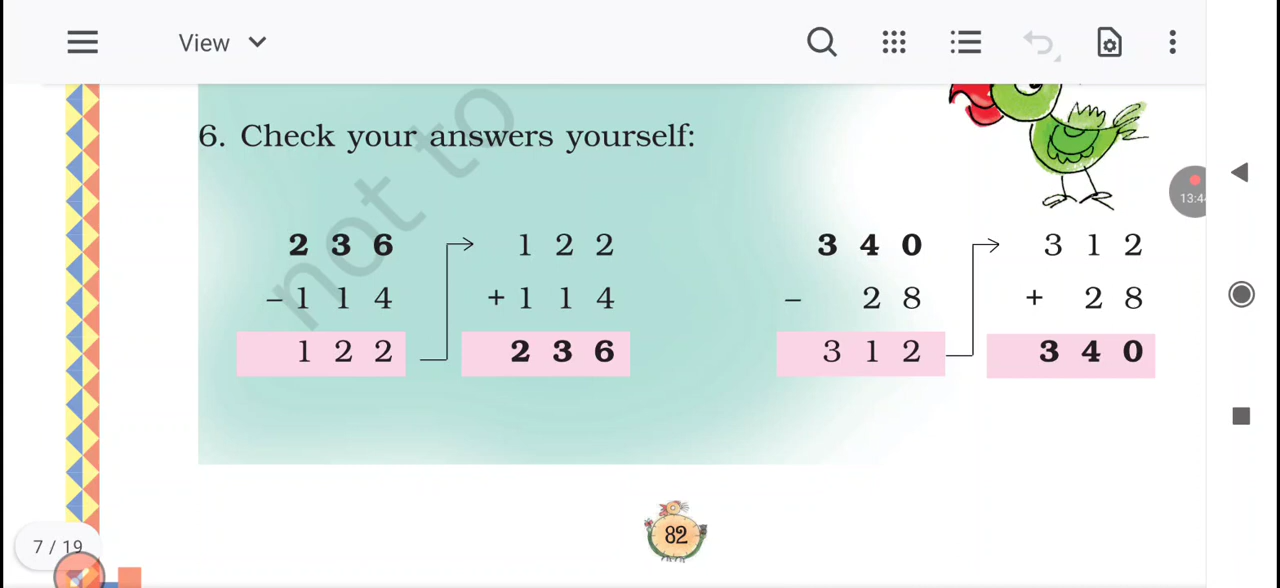 View
6. Check your answers yourself:
2 3 6
1 2 2
3 4 0
3 1 2
– 1 1 4
+ 1 1 4
– 2 8
+ 2 8
1 2 2
2 3 6
3 1 2
3 4 0
not to
82
7 / 19